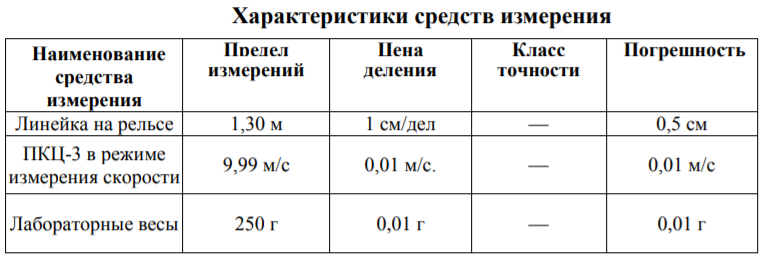 Характеристики средств измерения
Наименование средства измерения
Предел измерений
Цена деления
Класс точности
Погрешность
Линейка на рельсе
1,30 м
1 см/дел
—
0,5 см
ПКЦ-3 в режиме измерения скорости
9,99 м/с
0,01 м/с.
—
0,01 м/с
Лабораторные весы
250 г
0,01 г
—
0,01 г